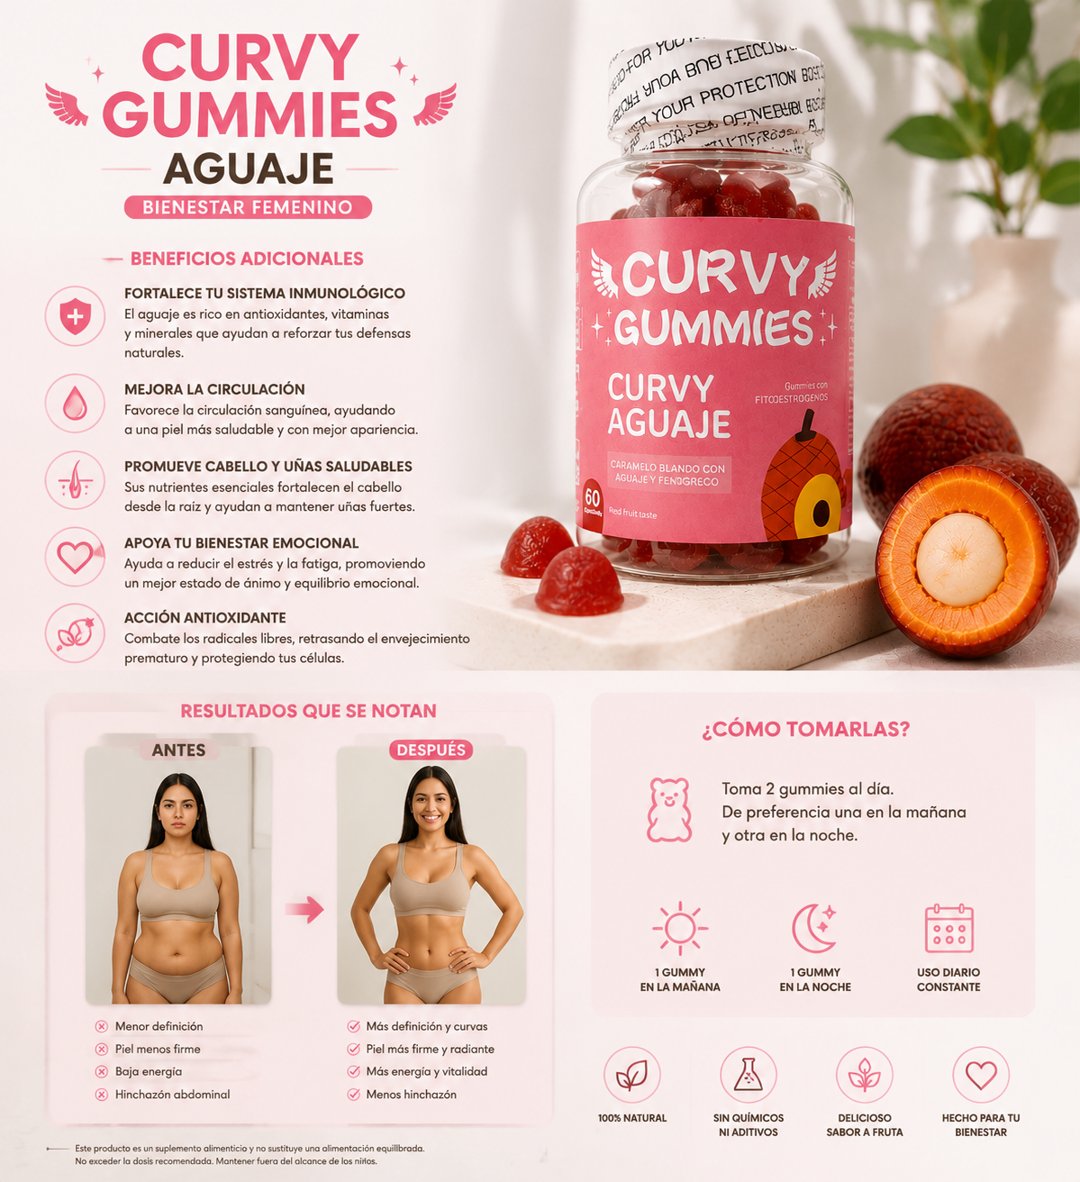 CURVY
GUMMIES
AGUAJE
BIENESTAR FEMENINO
BENEFICIOS ADICIONALES
FORTALECE TU SISTEMA INMUNOLÓGICO
El aguaje es rico en antioxidantes, vitaminas
y minerales que ayudan a reforzar tus defensas
naturales.
MEJORA LA CIRCULACIÓN
Favorece la circulación sanguínea, ayudando
a una piel más saludable y con mejor apariencia.
PROMUEVE CABELLO Y UÑAS SALUDABLES
Sus nutrientes esenciales fortalecen el cabello
desde la raíz y ayudan a mantener uñas fuertes.
APOYA TU BIENESTAR EMOCIONAL
Ayuda a reducir el estrés y la fatiga, promoviendo
un mejor estado de ánimo y equilibrio emocional.
ACCIÓN ANTIOXIDANTE
Combate los radicales libres, retrasando el envejecimiento
prematuro y protegiendo tus células.
YOUR PROTECTION
CURVY
GUMMIES
CURVY
AGUAJE
Gummies con
FITOESTROGENOS
CARAMELO BLANDO CON
AGUAJE Y FENOGRECO
60
Red fruit taste
RESULTADOS QUE SE NOTAN
ANTES
DESPUÉS
Menor definición
Piel menos firme
Baja energía
Hinchazón abdominal
Más definición y curvas
Piel más firme y radiante
Más energía y vitalidad
Menos hinchazón
¿CÓMO TOMARLAS?
Toma 2 gummies al día.
De preferencia una en la mañana
y otra en la noche.
1 GUMMY
EN LA MAÑANA
1 GUMMY
EN LA NOCHE
USO DIARIO
CONSTANTE
100% NATURAL
SIN QUÍMICOS
NI ADITIVOS
DELICIOSO
SABOR A FRUTA
HECHO PARA TU
BIENESTAR
Este producto es un suplemento alimenticio y no sustituye una alimentación equilibrada.
No exceder la dosis recomendada. Mantener fuera del alcance de los niños.